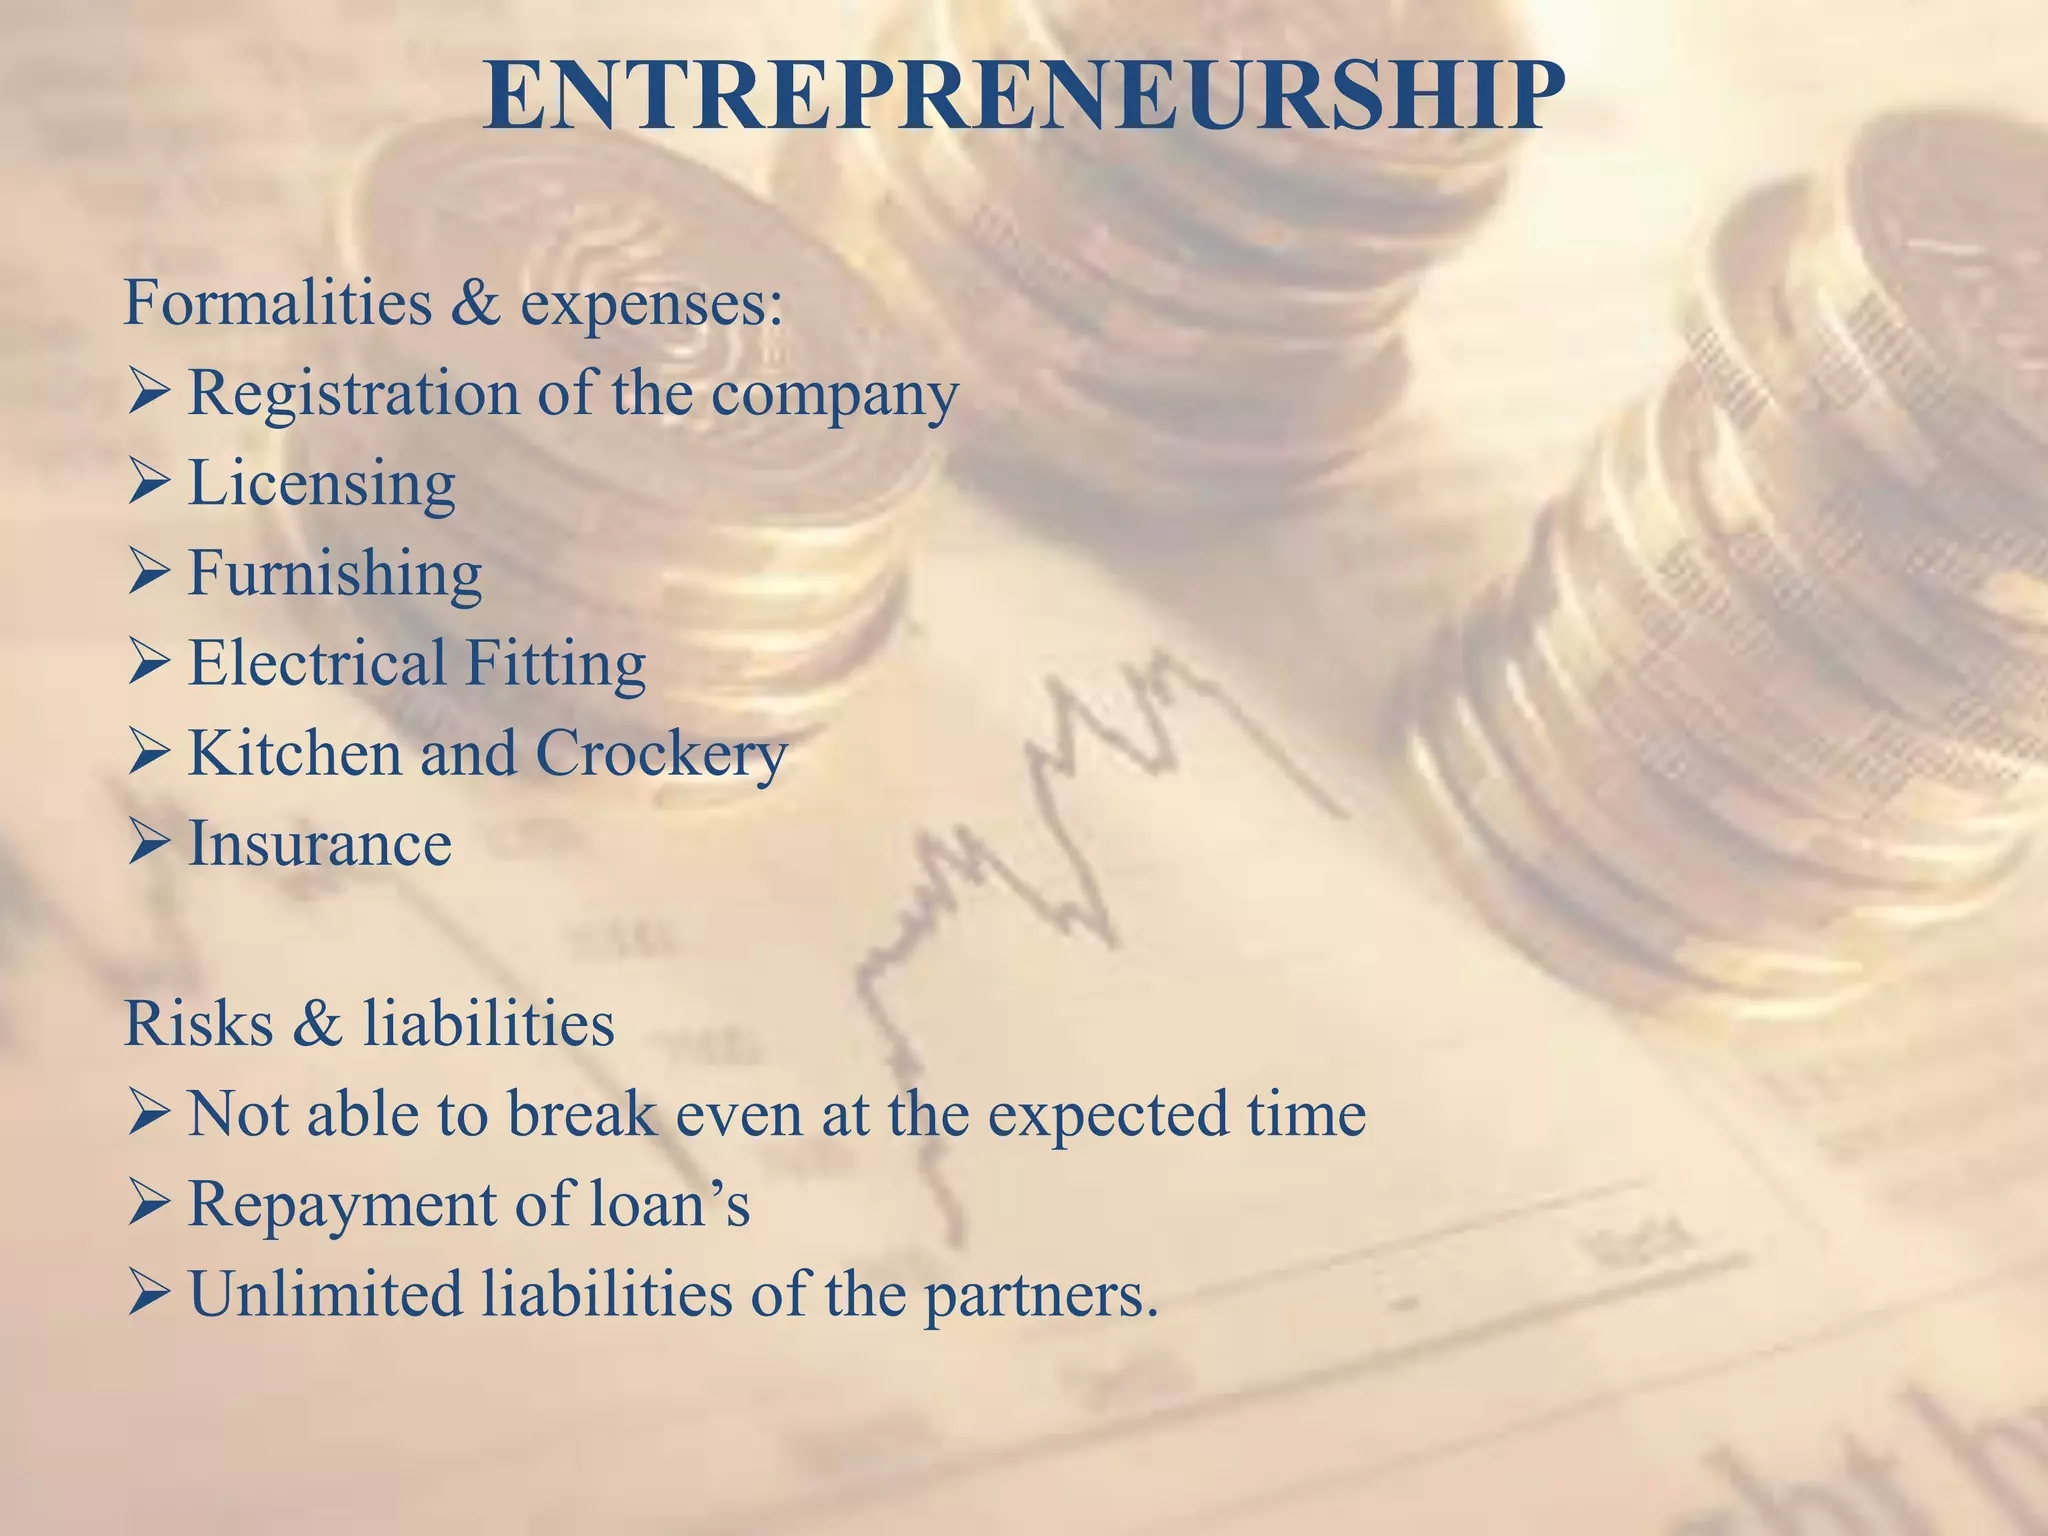 ENTREPRENEURSHIP
Formalities & expenses:
➢ Registration of the company
➢ Licensing
➢ Furnishing
➢ Electrical Fitting
➢ Kitchen and Crockery
➢ Insurance
Risks & liabilities
➢ Not able to break even at the expected time
➢ Repayment of loan’s
➢ Unlimited liabilities of the partners.